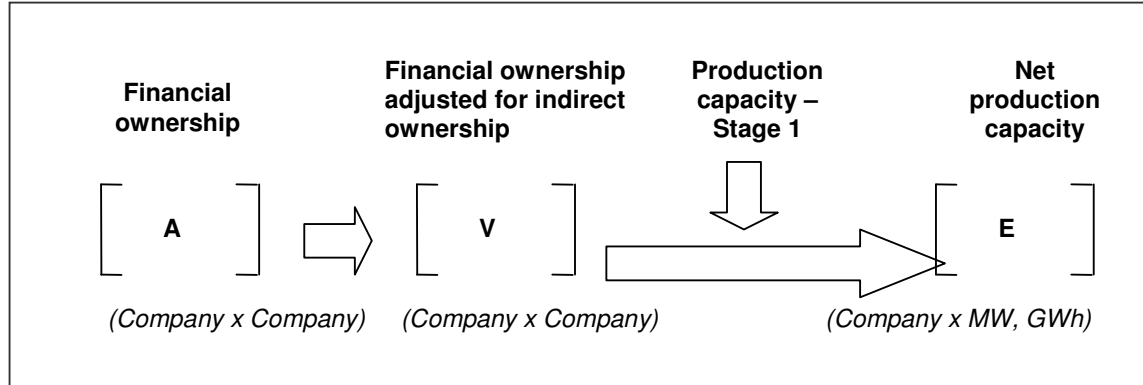 Financial
ownership
Financial ownership
adjusted for indirect
ownership
Production
capacity –
Stage 1
Net
production
capacity
A
V
E
(Company x Company)
(Company x Company)
(Company x MW, GWh)